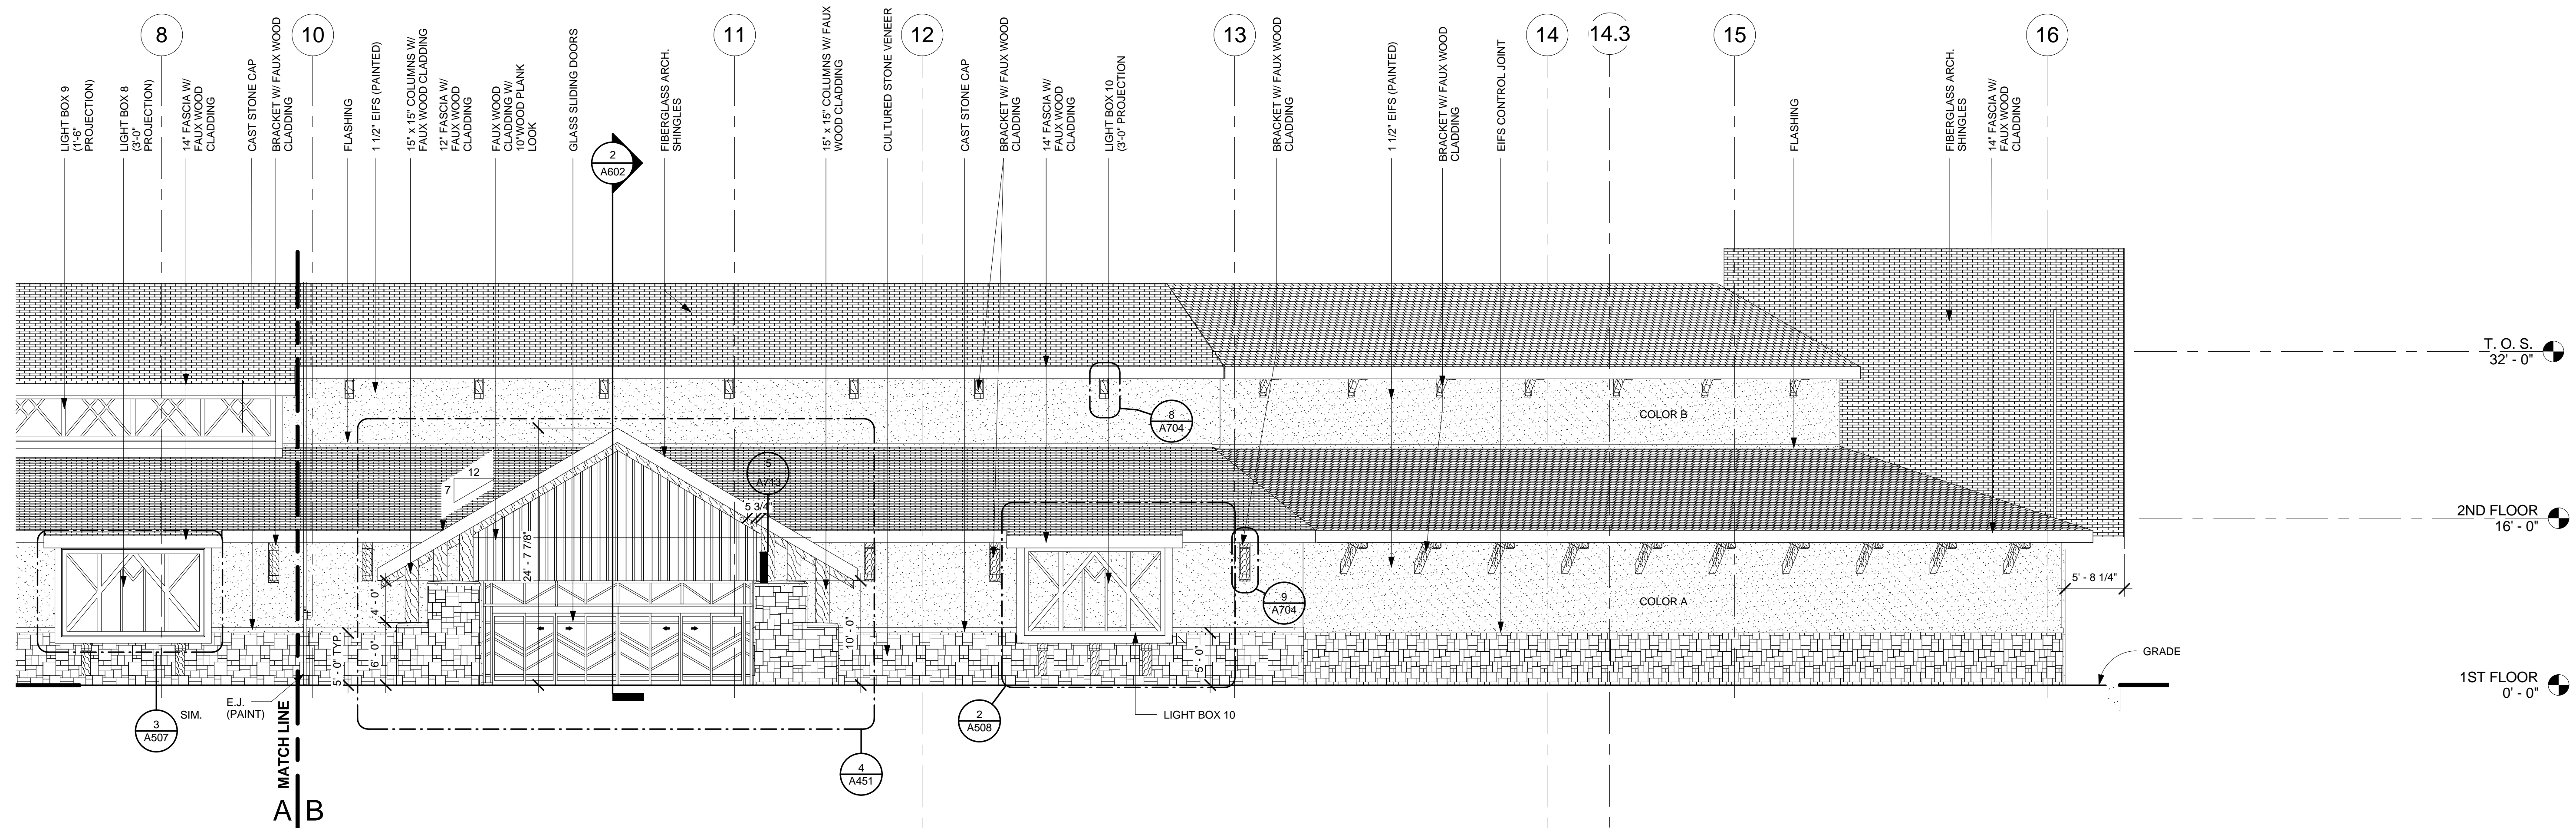 8
10
11
12
13
14
14.3
15
16
LIGHT BOX 9
(1'-6"
PROJECTION)
LIGHT BOX 8
(3'-0"
PROJECTION)
14" FASCIA W/
FAUX WOOD
CLADDING
CAST STONE CAP
BRACKET W/ FAUX WOOD
CLADDING
FLASHING
1 1/2" EIFS (PAINTED)
15" x 15" COLUMNS W/
FAUX WOOD CLADDING
12" FASCIA W/
FAUX WOOD
CLADDING
FAUX WOOD
CLADDING W/
10"WOOD PLANK
LOOK
GLASS SLIDING DOORS
FIBERGLASS ARCH.
SHINGLES
15" x 15" COLUMNS W/ FAUX
WOOD CLADDING
CULTURED STONE VENEER
CAST STONE CAP
BRACKET W/ FAUX WOOD
CLADDING
14" FASCIA W/
FAUX WOOD
CLADDING
LIGHT BOX 10
(3'-0" PROJECTION)
BRACKET W/ FAUX WOOD
CLADDING
1 1/2" EIFS (PAINTED)
BRACKET W/ FAUX WOOD
CLADDING
EIFS CONTROL JOINT
FLASHING
FIBERGLASS ARCH.
SHINGLES
14" FASCIA W/
FAUX WOOD
CLADDING
2
A602
T. O. S.
32' - 0"
8
A704
COLOR B
5
A713
12
7
5 3/4"
24' - 7 7/8"
2ND FLOOR
16' - 0"
5' - 8 1/4"
9
A704
COLOR A
4' - 0"
6' - 0"
5' - 0" TYP.
10' - 0"
5' - 0"
GRADE
1ST FLOOR
0' - 0"
E.J.
(PAINT)
3
A507
SIM.
2
A508
LIGHT BOX 10
4
A451
MATCH LINE
A B